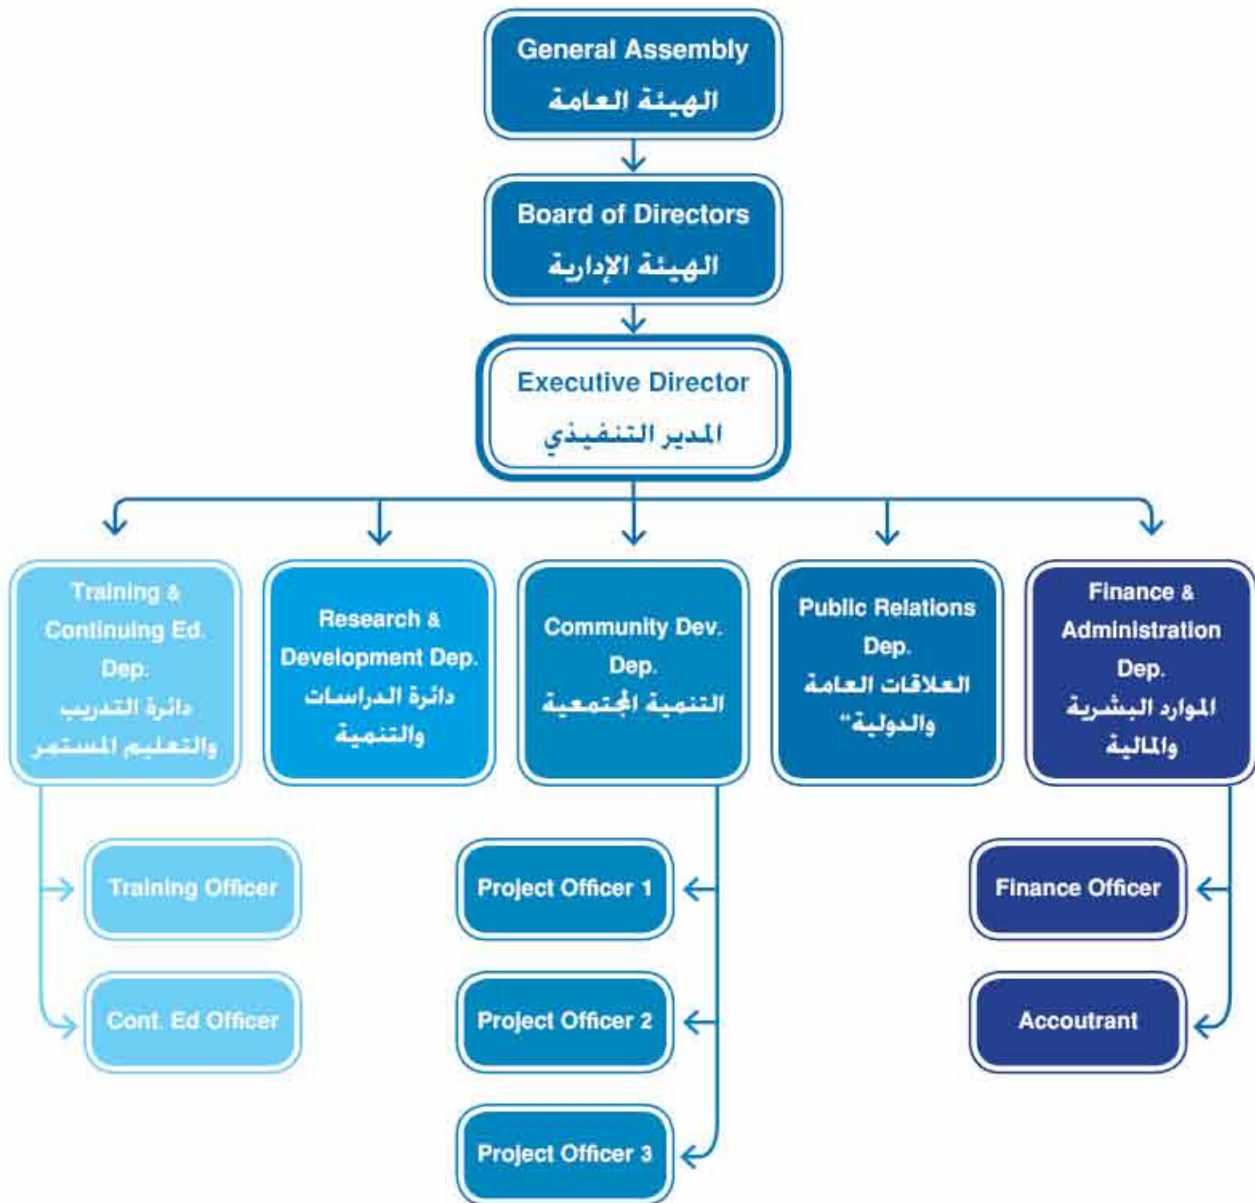 General Assembly
الهيئة العامة
Board of Directors
الهيئة الإدارية
Executive Director
المدير التنفيذي
Training &
Continuing Ed.
Dep.
دائرة التدريب
والتعليم المستمر
Research &
Development Dep.
دائرة الدراسات
والتنمية
Community Dev.
Dep.
التنمية المجتمعية
Public Relations
Dep.
العلاقات العامة
والدولية“
Finance &
Administration
Dep.
الموارد البشرية
والمالية
Training Officer
Cont. Ed Officer
Project Officer 1
Project Officer 2
Project Officer 3
Finance Officer
Accoutrant